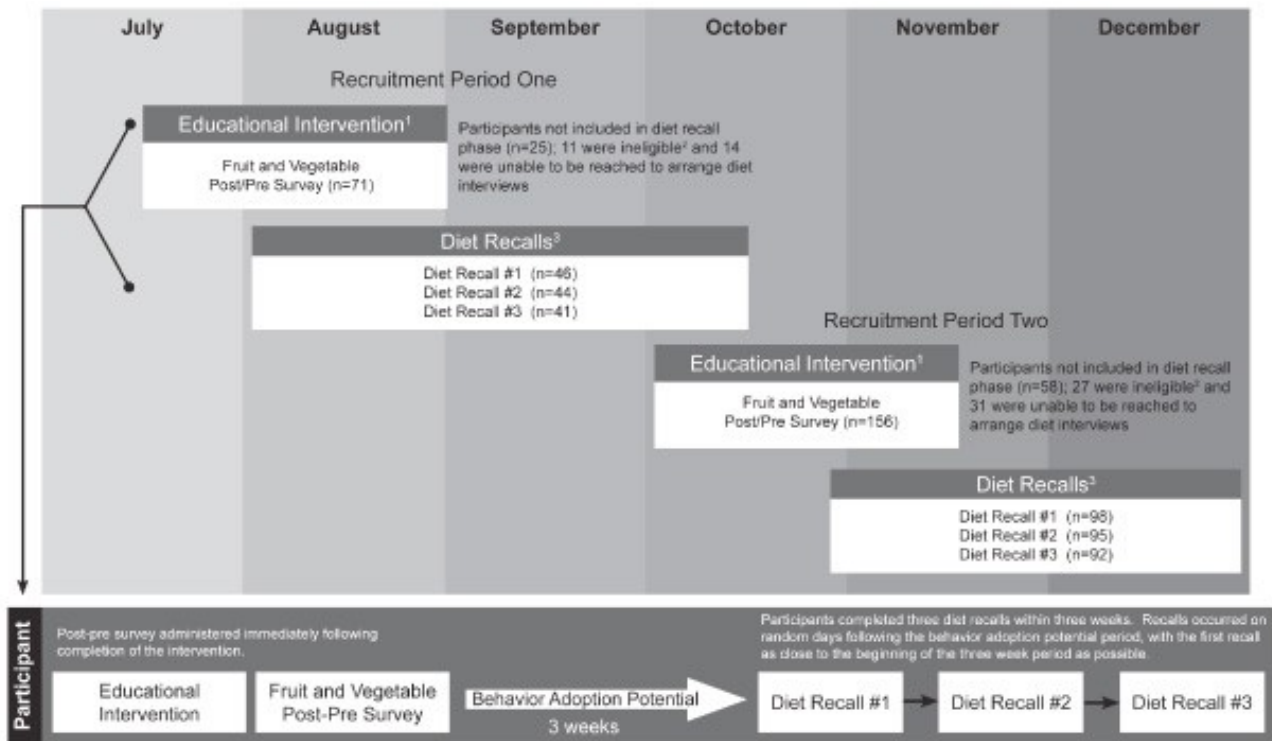 July August September October November December
Recruitment Period One
Educational Intervention¹
Fruit and Vegetable
Post/Pre Survey (n=71)
Participants not included in diet recall
phase (n=25); 11 were ineligible² and 14
were unable to be reached to arrange diet
interviews
Diet Recalls³
Diet Recall #1 (n=46)
Diet Recall #2 (n=44)
Diet Recall #3 (n=41)
Recruitment Period Two
Educational Intervention¹
Fruit and Vegetable
Post/Pre Survey (n=156)
Participants not included in diet recall
phase (n=58); 27 were ineligible² and
31 were unable to be reached to
arrange diet interviews
Diet Recalls³
Diet Recall #1 (n=98)
Diet Recall #2 (n=95)
Diet Recall #3 (n=92)
Participant
Post-pre survey administered immediately following
completion of the intervention.
Educational
Intervention
Fruit and Vegetable
Post-Pre Survey
Behavior Adoption Potential
3 weeks
Participants completed three diet recalls within three weeks. Recalls occurred on
random days following the behavior adoption potential period, with the first recall
as close to the beginning of the three week period as possible.
Diet Recall #1
Diet Recall #2
Diet Recall #3